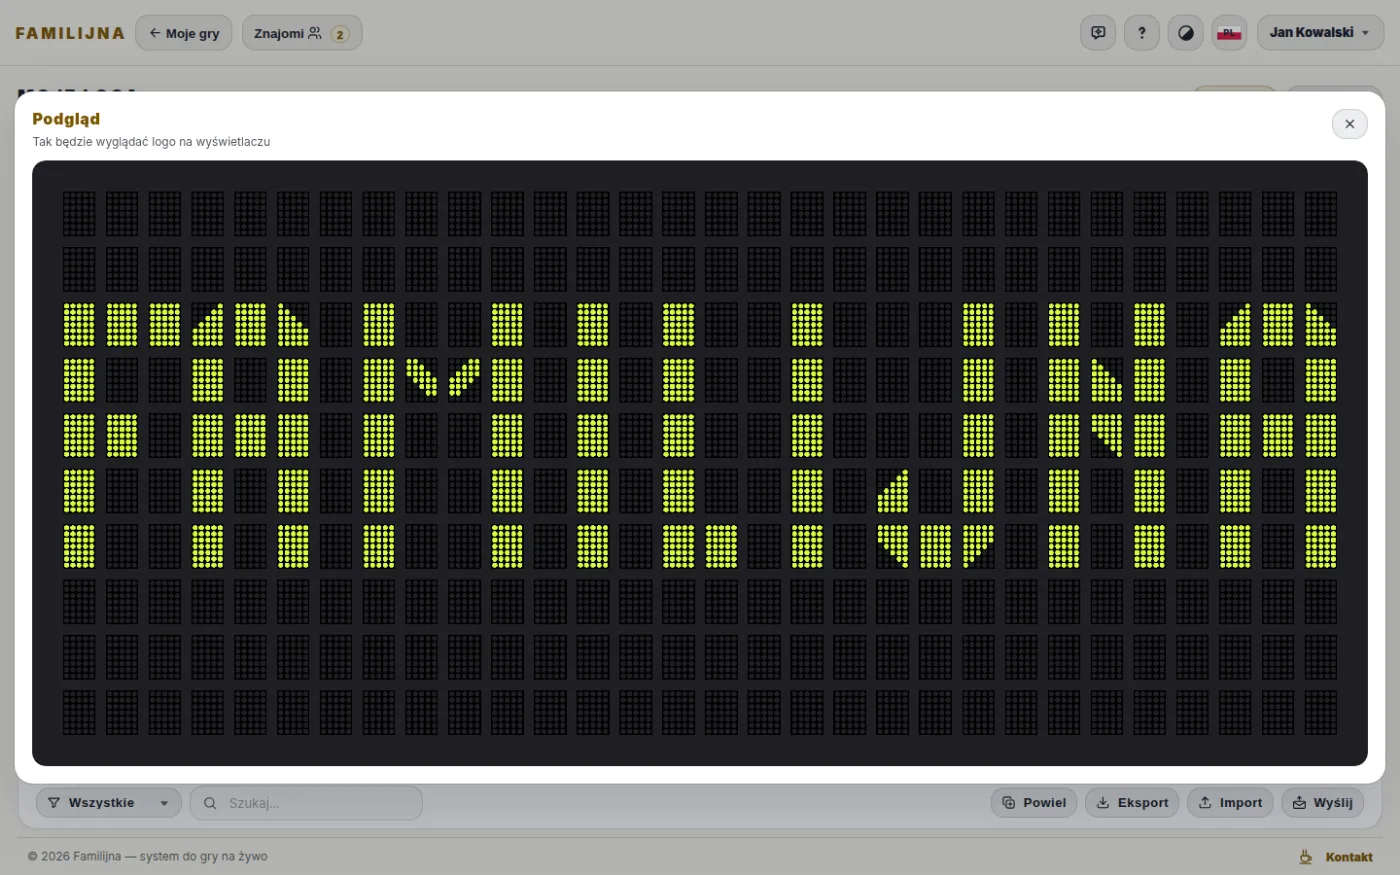 FAMILIJNA
Moje gry
Znajomi 2
?
PL
Jan Kowalski
Podgląd
Tak będzie wyglądać logo na wyświetlaczu
FAMILIJNA
Wszystkie
Szukaj...
Powiel
Eksport
Import
Wyślij
© 2026 Familijna — system do gry na żywo
Kontakt